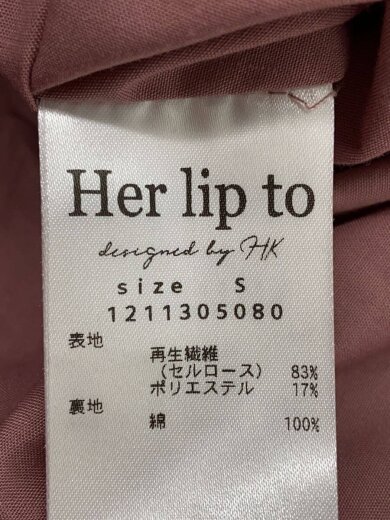 Her lip to
designed by HK
size S
1211305080
表地
再生繊維
(セルロース) 83%
ポリエステル 17%
裏地
綿 100%